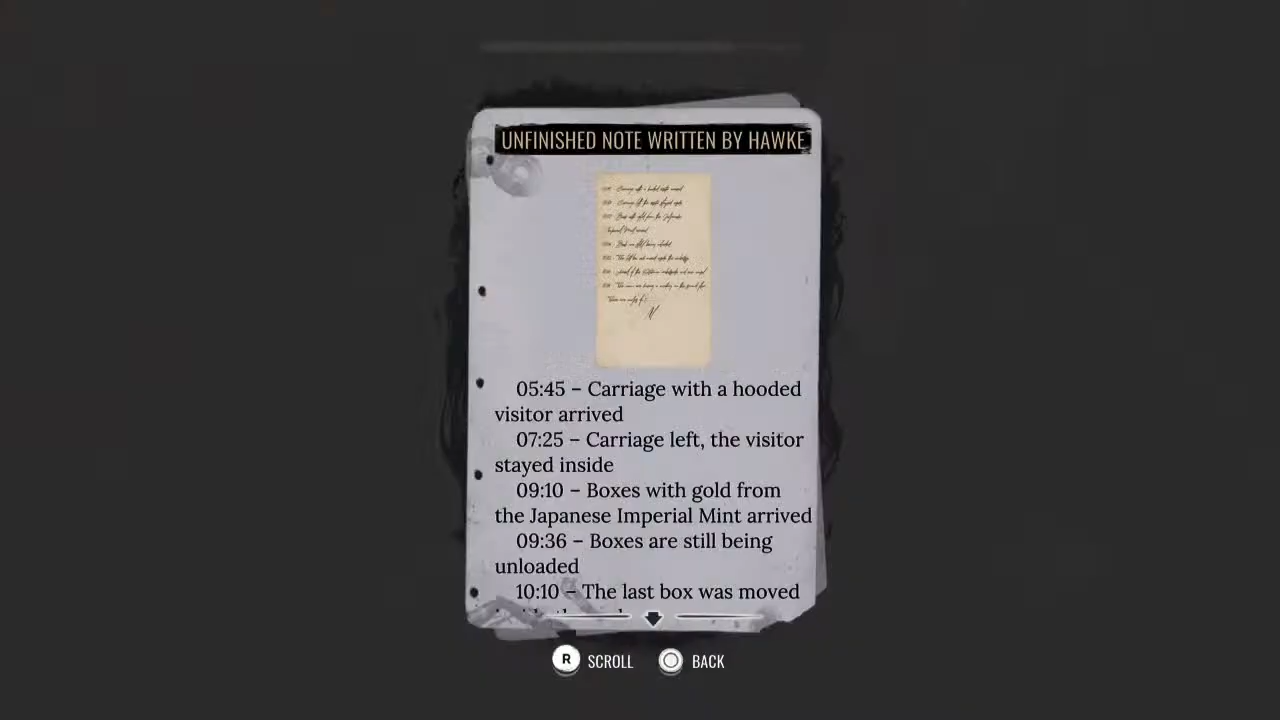 UNFINISHED NOTE WRITTEN BY HAWKE
05:45 – Carriage with a hooded
visitor arrived
07:25 – Carriage left, the visitor
stayed inside
09:10 – Boxes with gold from
the Japanese Imperial Mint arrived
09:36 – Boxes are still being
unloaded
10:10 – The last box was moved
R SCROLL BACK